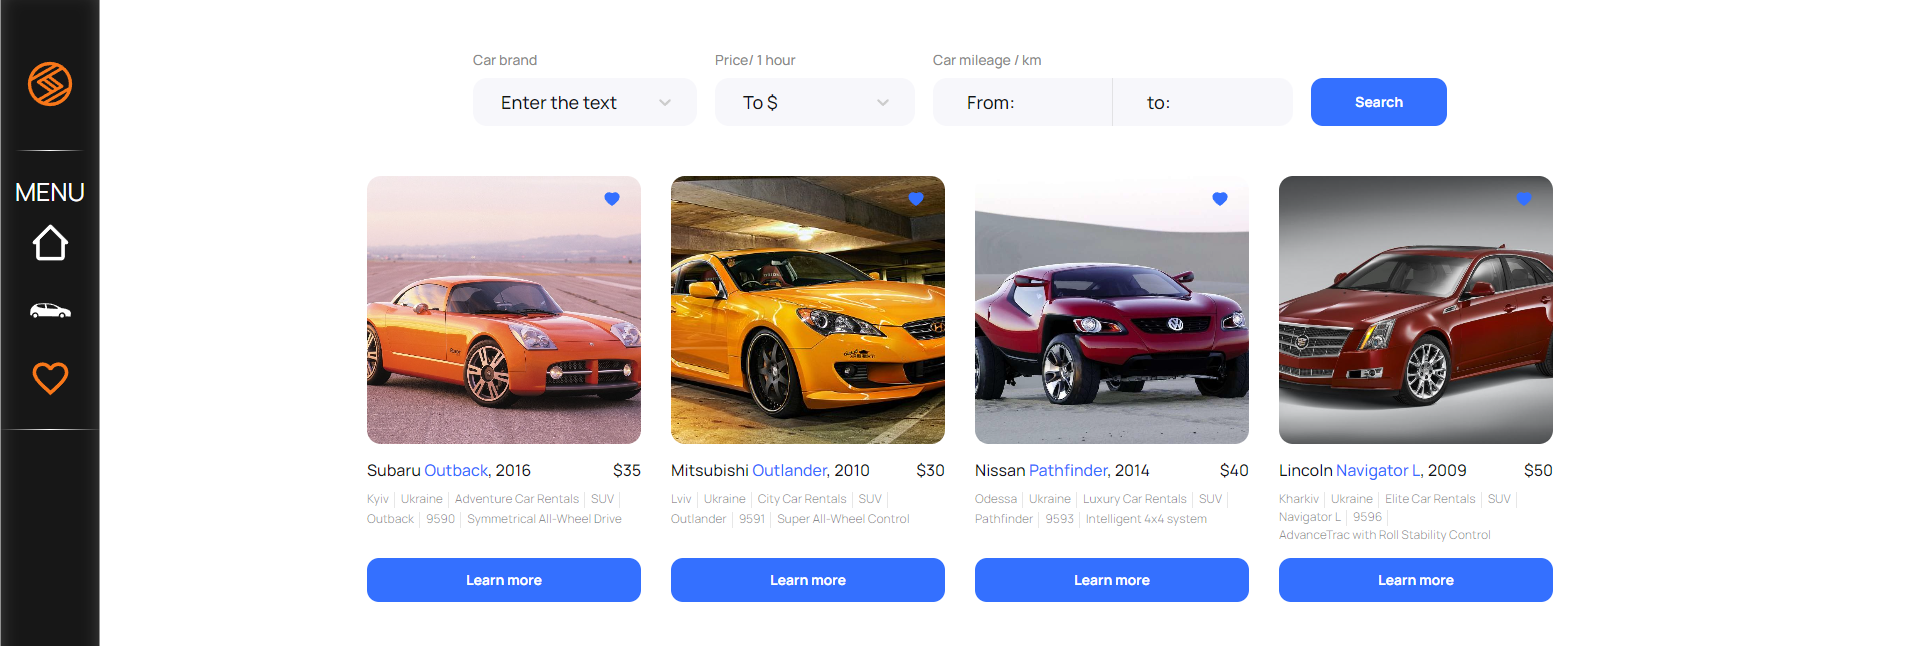 MENU
Car brand
Price/ 1 hour
Car mileage / km
Enter the text
To $
From:
to:
Search
Subaru Outback, 2016 $35
Kyiv | Ukraine | Adventure Car Rentals | SUV |
Outback | 9590 | Symmetrical All-Wheel Drive
Learn more
Mitsubishi Outlander, 2010 $30
Lviv | Ukraine | City Car Rentals | SUV |
Outlander | 9591 | Super All-Wheel Control
Learn more
Nissan Pathfinder, 2014 $40
Odessa | Ukraine | Luxury Car Rentals | SUV |
Pathfinder | 9593 | Intelligent 4x4 system
Learn more
Lincoln Navigator L, 2009 $50
Kharkiv | Ukraine | Elite Car Rentals | SUV |
Navigator L | 9596 |
AdvanceTrac with Roll Stability Control
Learn more